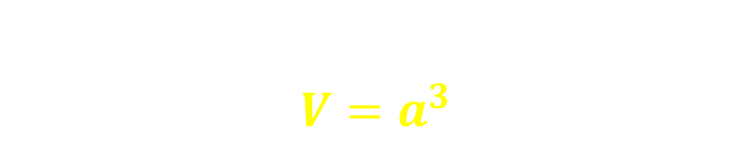 V = a³